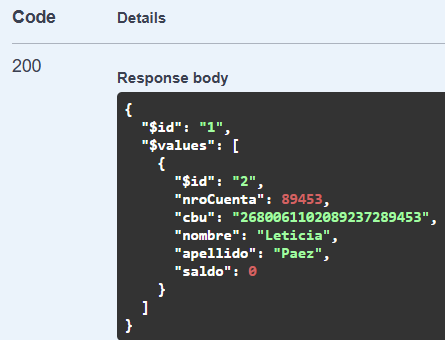 Code Details
200
Response body
{
"$id": "1",
"$values": [
{
"$id": "2",
"nroCuenta": 89453,
"cbu": "2680061102089237289453",
"nombre": "Leticia",
"apellido": "Paez",
"saldo": 0
}
]
}